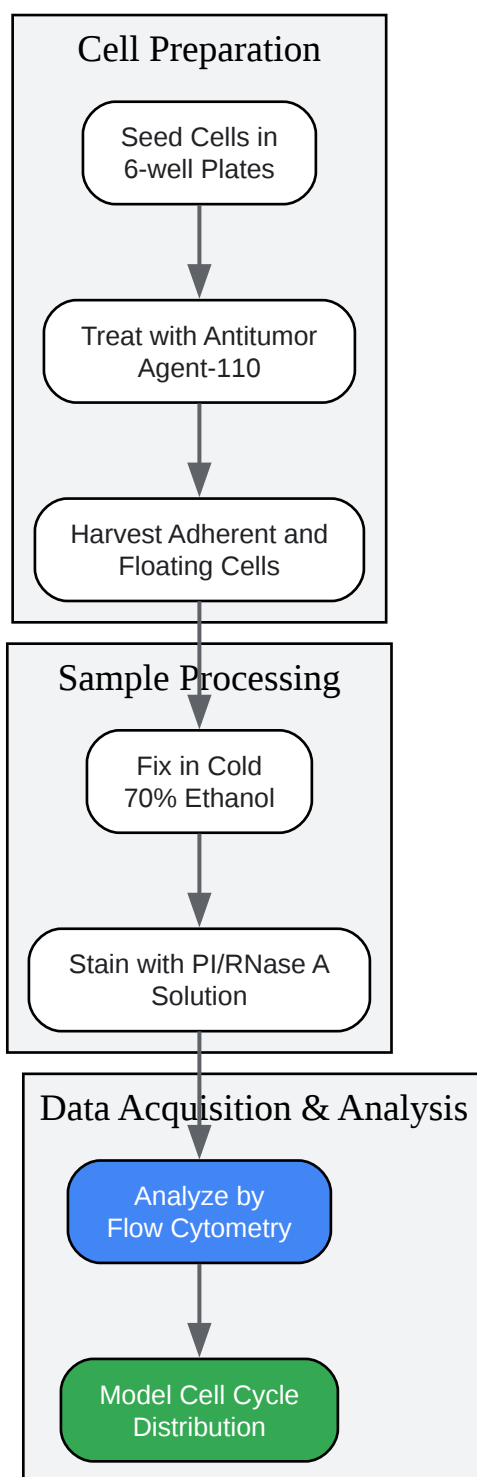 Cell Preparation
Seed Cells in
6-well Plates
Treat with Antitumor
Agent-110
Harvest Adherent and
Floating Cells
Sample Processing
Fix in Cold
70% Ethanol
Stain with PI/RNase A
Solution
Data Acquisition & Analysis
Analyze by
Flow Cytometry
Model Cell Cycle
Distribution